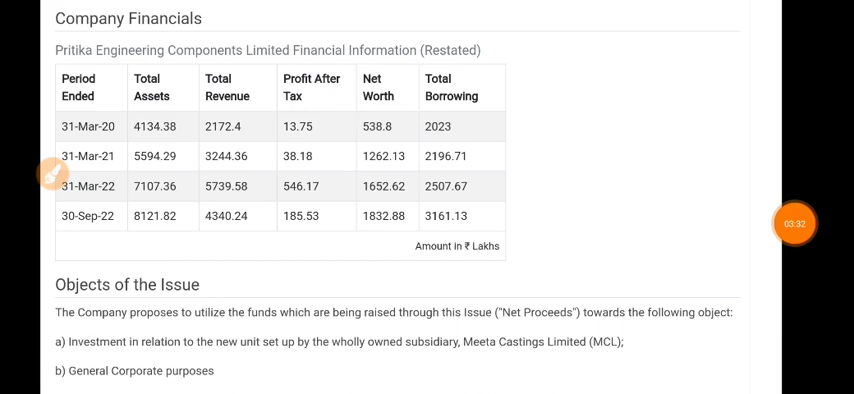 Company Financials
Pritika Engineering Components Limited Financial Information (Restated)
Period Ended Total Assets Total Revenue Profit After Tax Net Worth Total Borrowing
31-Mar-20 4134.38 2172.4 13.75 538.8 2023
31-Mar-21 5594.29 3244.36 38.18 1262.13 2196.71
31-Mar-22 7107.36 5739.58 546.17 1652.62 2507.67
30-Sep-22 8121.82 4340.24 185.53 1832.88 3161.13
Amount in ₹ Lakhs
03:32
Objects of the Issue
The Company proposes to utilize the funds which are being raised through this Issue ("Net Proceeds") towards the following object:
a) Investment in relation to the new unit set up by the wholly owned subsidiary, Meeta Castings Limited (MCL);
b) General Corporate purposes